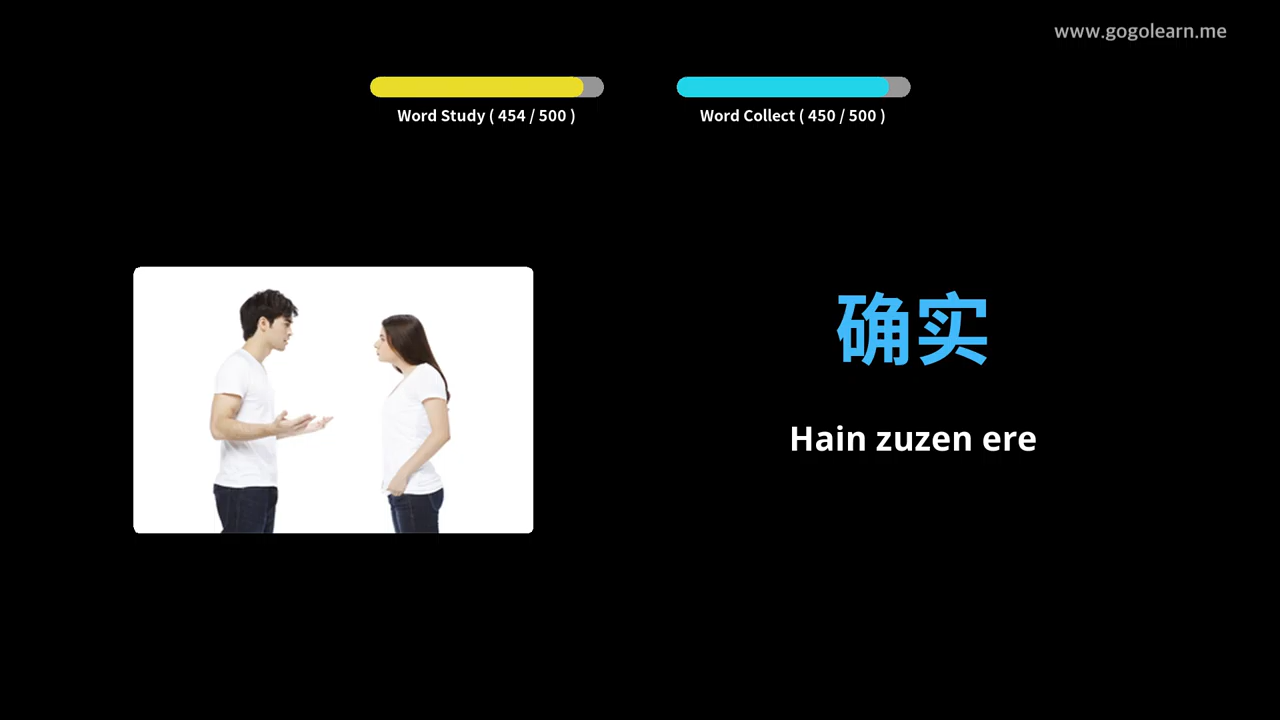 www.gogolearn.me
Word Study ( 454 / 500 )
Word Collect ( 450 / 500 )
确实
Hain zuzen ere